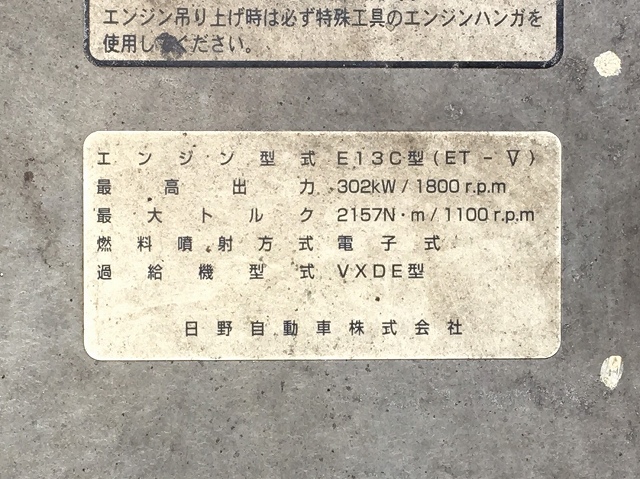 エンジン吊り上げ時は必ず特殊工具のエンジンハンガを
使用してください。
エンジン型式 E13C型(ET-V)
最高出力 302kW/1800r.p.m
最大トルク 2157N·m/1100r.p.m
燃料噴射方式 電子式
過給機型式 VXDE型
日野自動車株式会社